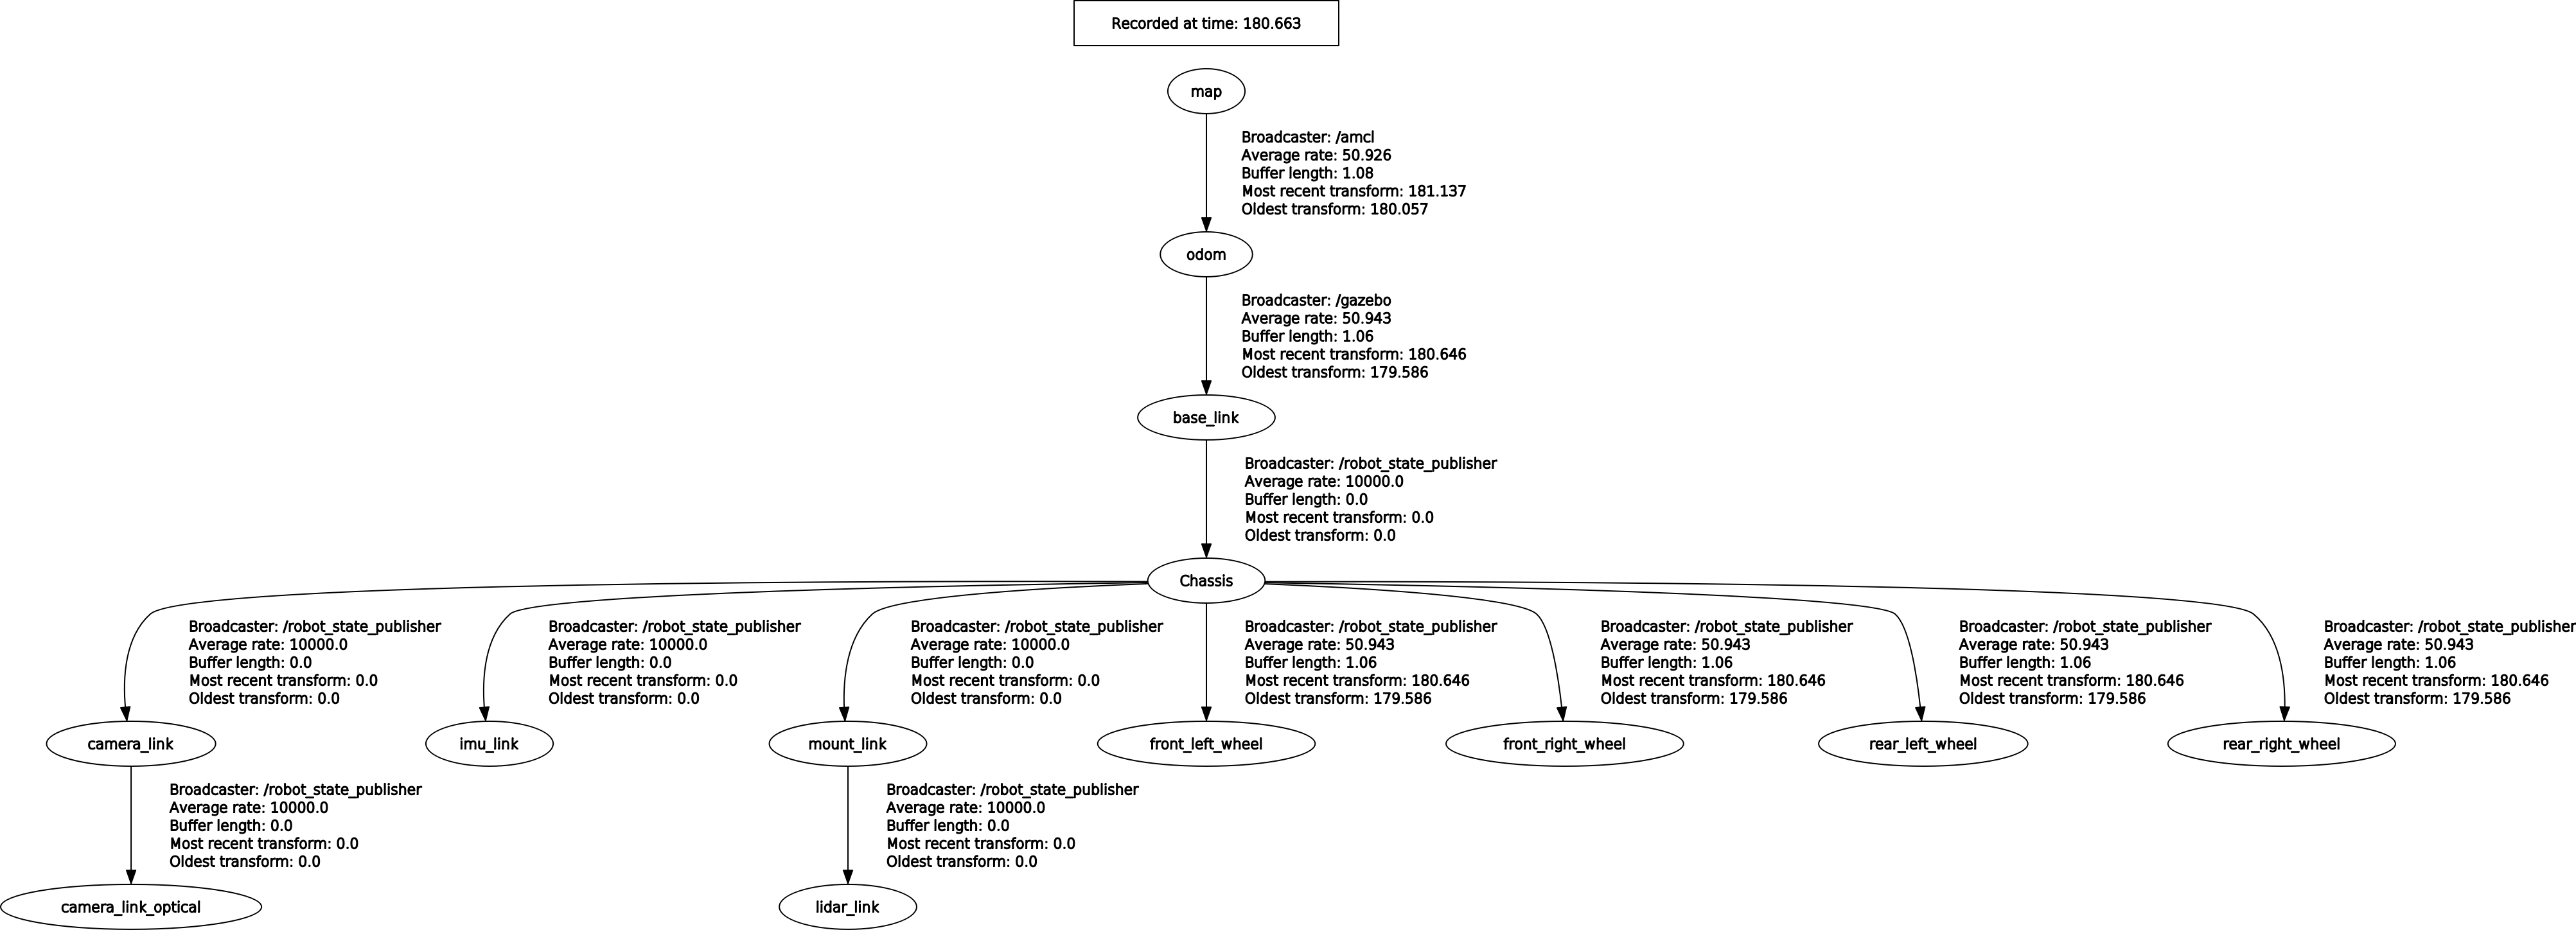 Recorded at time: 180.663
map
Broadcaster: /amcl
Average rate: 50.926
Buffer length: 1.08
Most recent transform: 181.137
Oldest transform: 180.057
odom
Broadcaster: /gazebo
Average rate: 50.943
Buffer length: 1.06
Most recent transform: 180.646
Oldest transform: 179.586
base_link
Broadcaster: /robot_state_publisher
Average rate: 10000.0
Buffer length: 0.0
Most recent transform: 0.0
Oldest transform: 0.0
Chassis
Broadcaster: /robot_state_publisher
Average rate: 10000.0
Buffer length: 0.0
Most recent transform: 0.0
Oldest transform: 0.0
Broadcaster: /robot_state_publisher
Average rate: 10000.0
Buffer length: 0.0
Most recent transform: 0.0
Oldest transform: 0.0
Broadcaster: /robot_state_publisher
Average rate: 10000.0
Buffer length: 0.0
Most recent transform: 0.0
Oldest transform: 0.0
Broadcaster: /robot_state_publisher
Average rate: 50.943
Buffer length: 1.06
Most recent transform: 180.646
Oldest transform: 179.586
Broadcaster: /robot_state_publisher
Average rate: 50.943
Buffer length: 1.06
Most recent transform: 180.646
Oldest transform: 179.586
Broadcaster: /robot_state_publisher
Average rate: 50.943
Buffer length: 1.06
Most recent transform: 180.646
Oldest transform: 179.586
Broadcaster: /robot_state_publisher
Average rate: 50.943
Buffer length: 1.06
Most recent transform: 180.646
Oldest transform: 179.586
camera_link
imu_link
mount_link
front_left_wheel
front_right_wheel
rear_left_wheel
rear_right_wheel
Broadcaster: /robot_state_publisher
Average rate: 10000.0
Buffer length: 0.0
Most recent transform: 0.0
Oldest transform: 0.0
Broadcaster: /robot_state_publisher
Average rate: 10000.0
Buffer length: 0.0
Most recent transform: 0.0
Oldest transform: 0.0
camera_link_optical
lidar_link